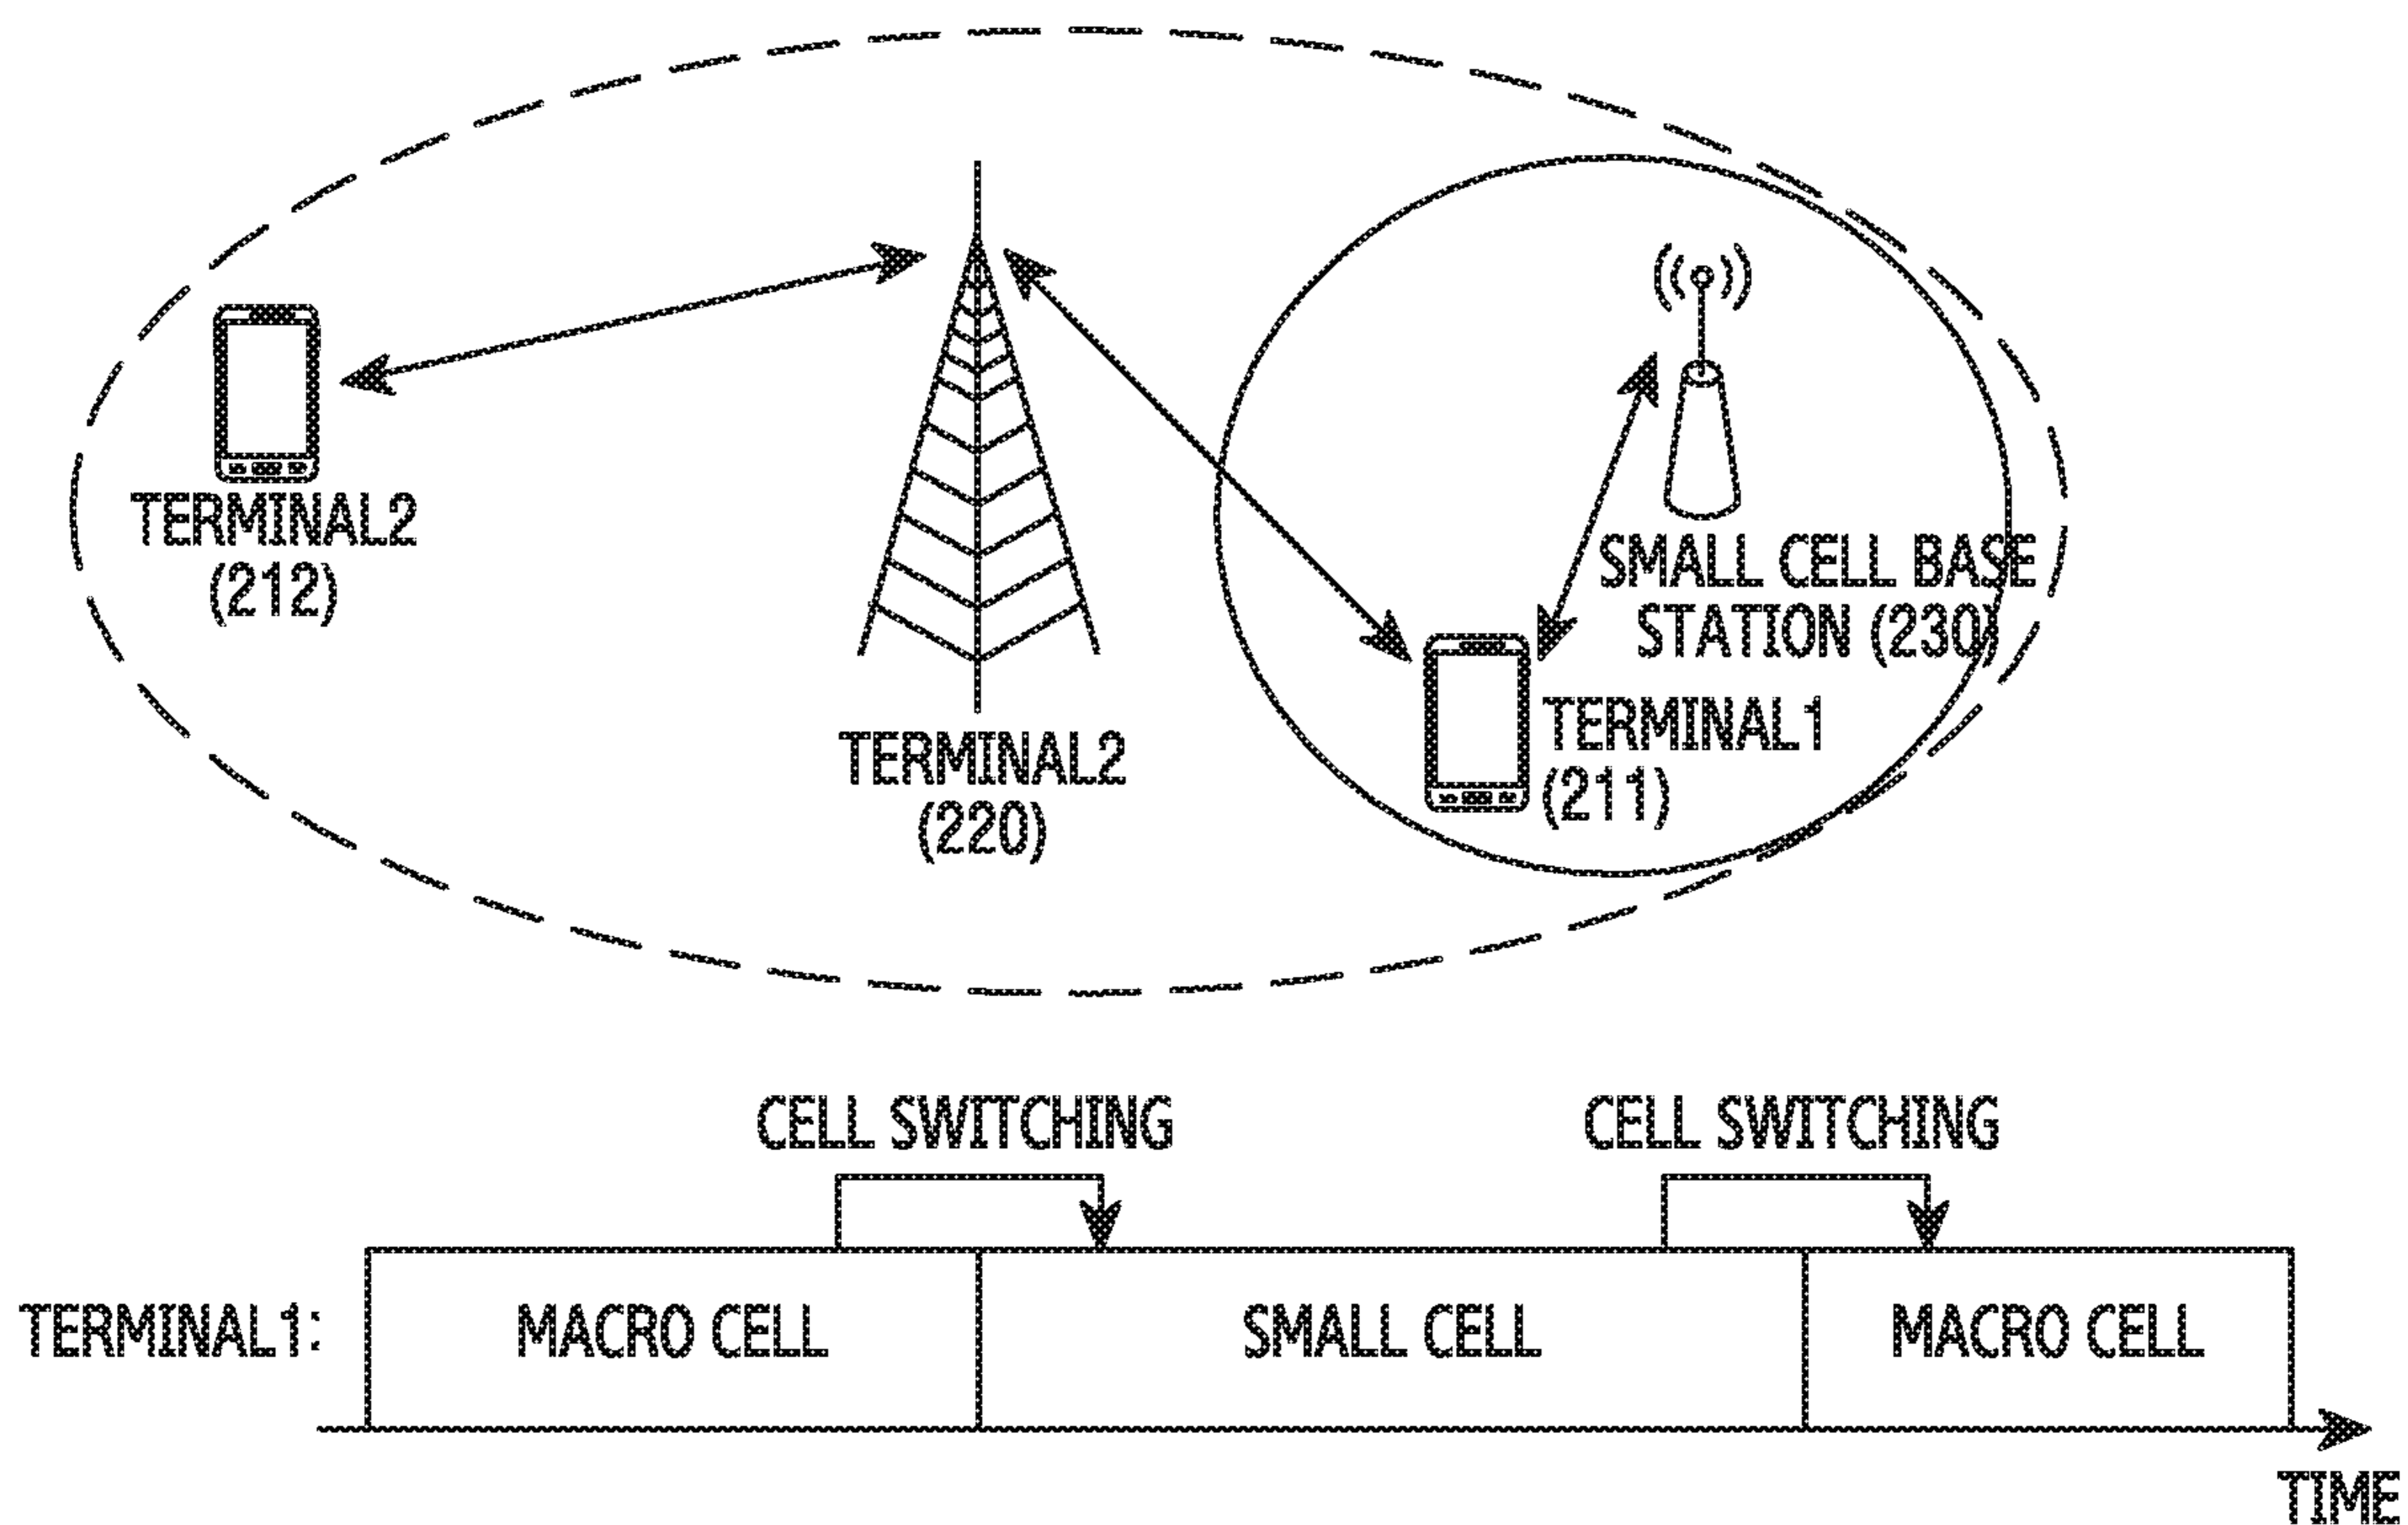 TERMINAL2
(212)
TERMINAL2
(220)
SMALL CELL BASE
STATION (230)
TERMINAL1
(211)
CELL SWITCHING
CELL SWITCHING
TERMINAL1:
MACRO CELL
SMALL CELL
MACRO CELL
TIME